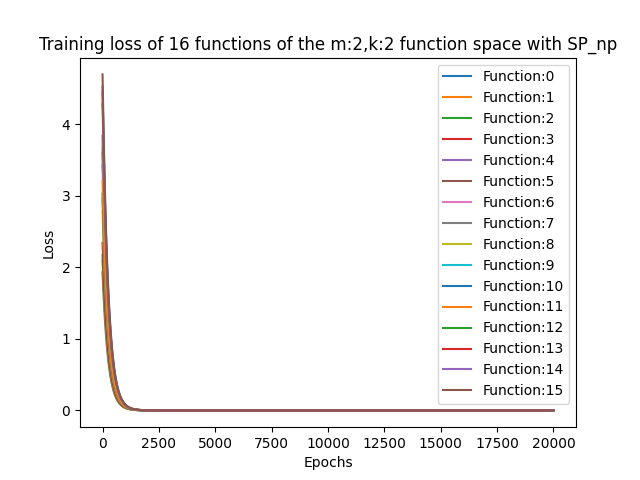 Training loss of 16 functions of the m:2,k:2 function space with SP_np
Function:0
Function:1
Function:2
Function:3
Function:4
Function:5
Function:6
Function:7
Function:8
Function:9
Function:10
Function:11
Function:12
Function:13
Function:14
Function:15
4
3
2
1
0
Loss
0 2500 5000 7500 10000 12500 15000 17500 20000
Epochs